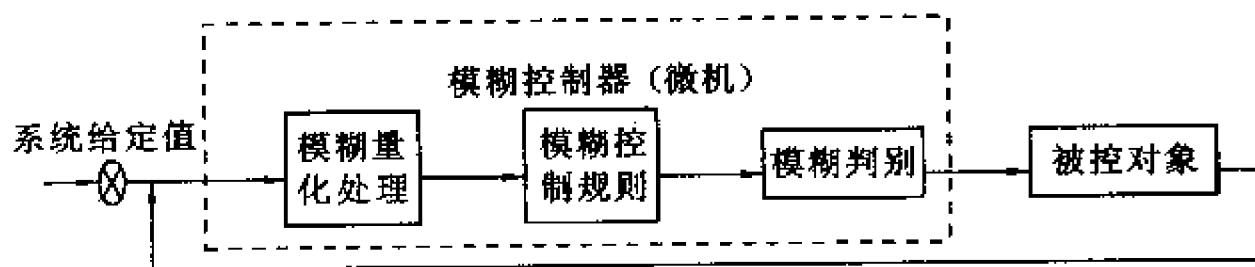 模糊控制器（微机）
系统给定值
模糊量
化处理
模糊控
制规则
模糊判别
被控对象